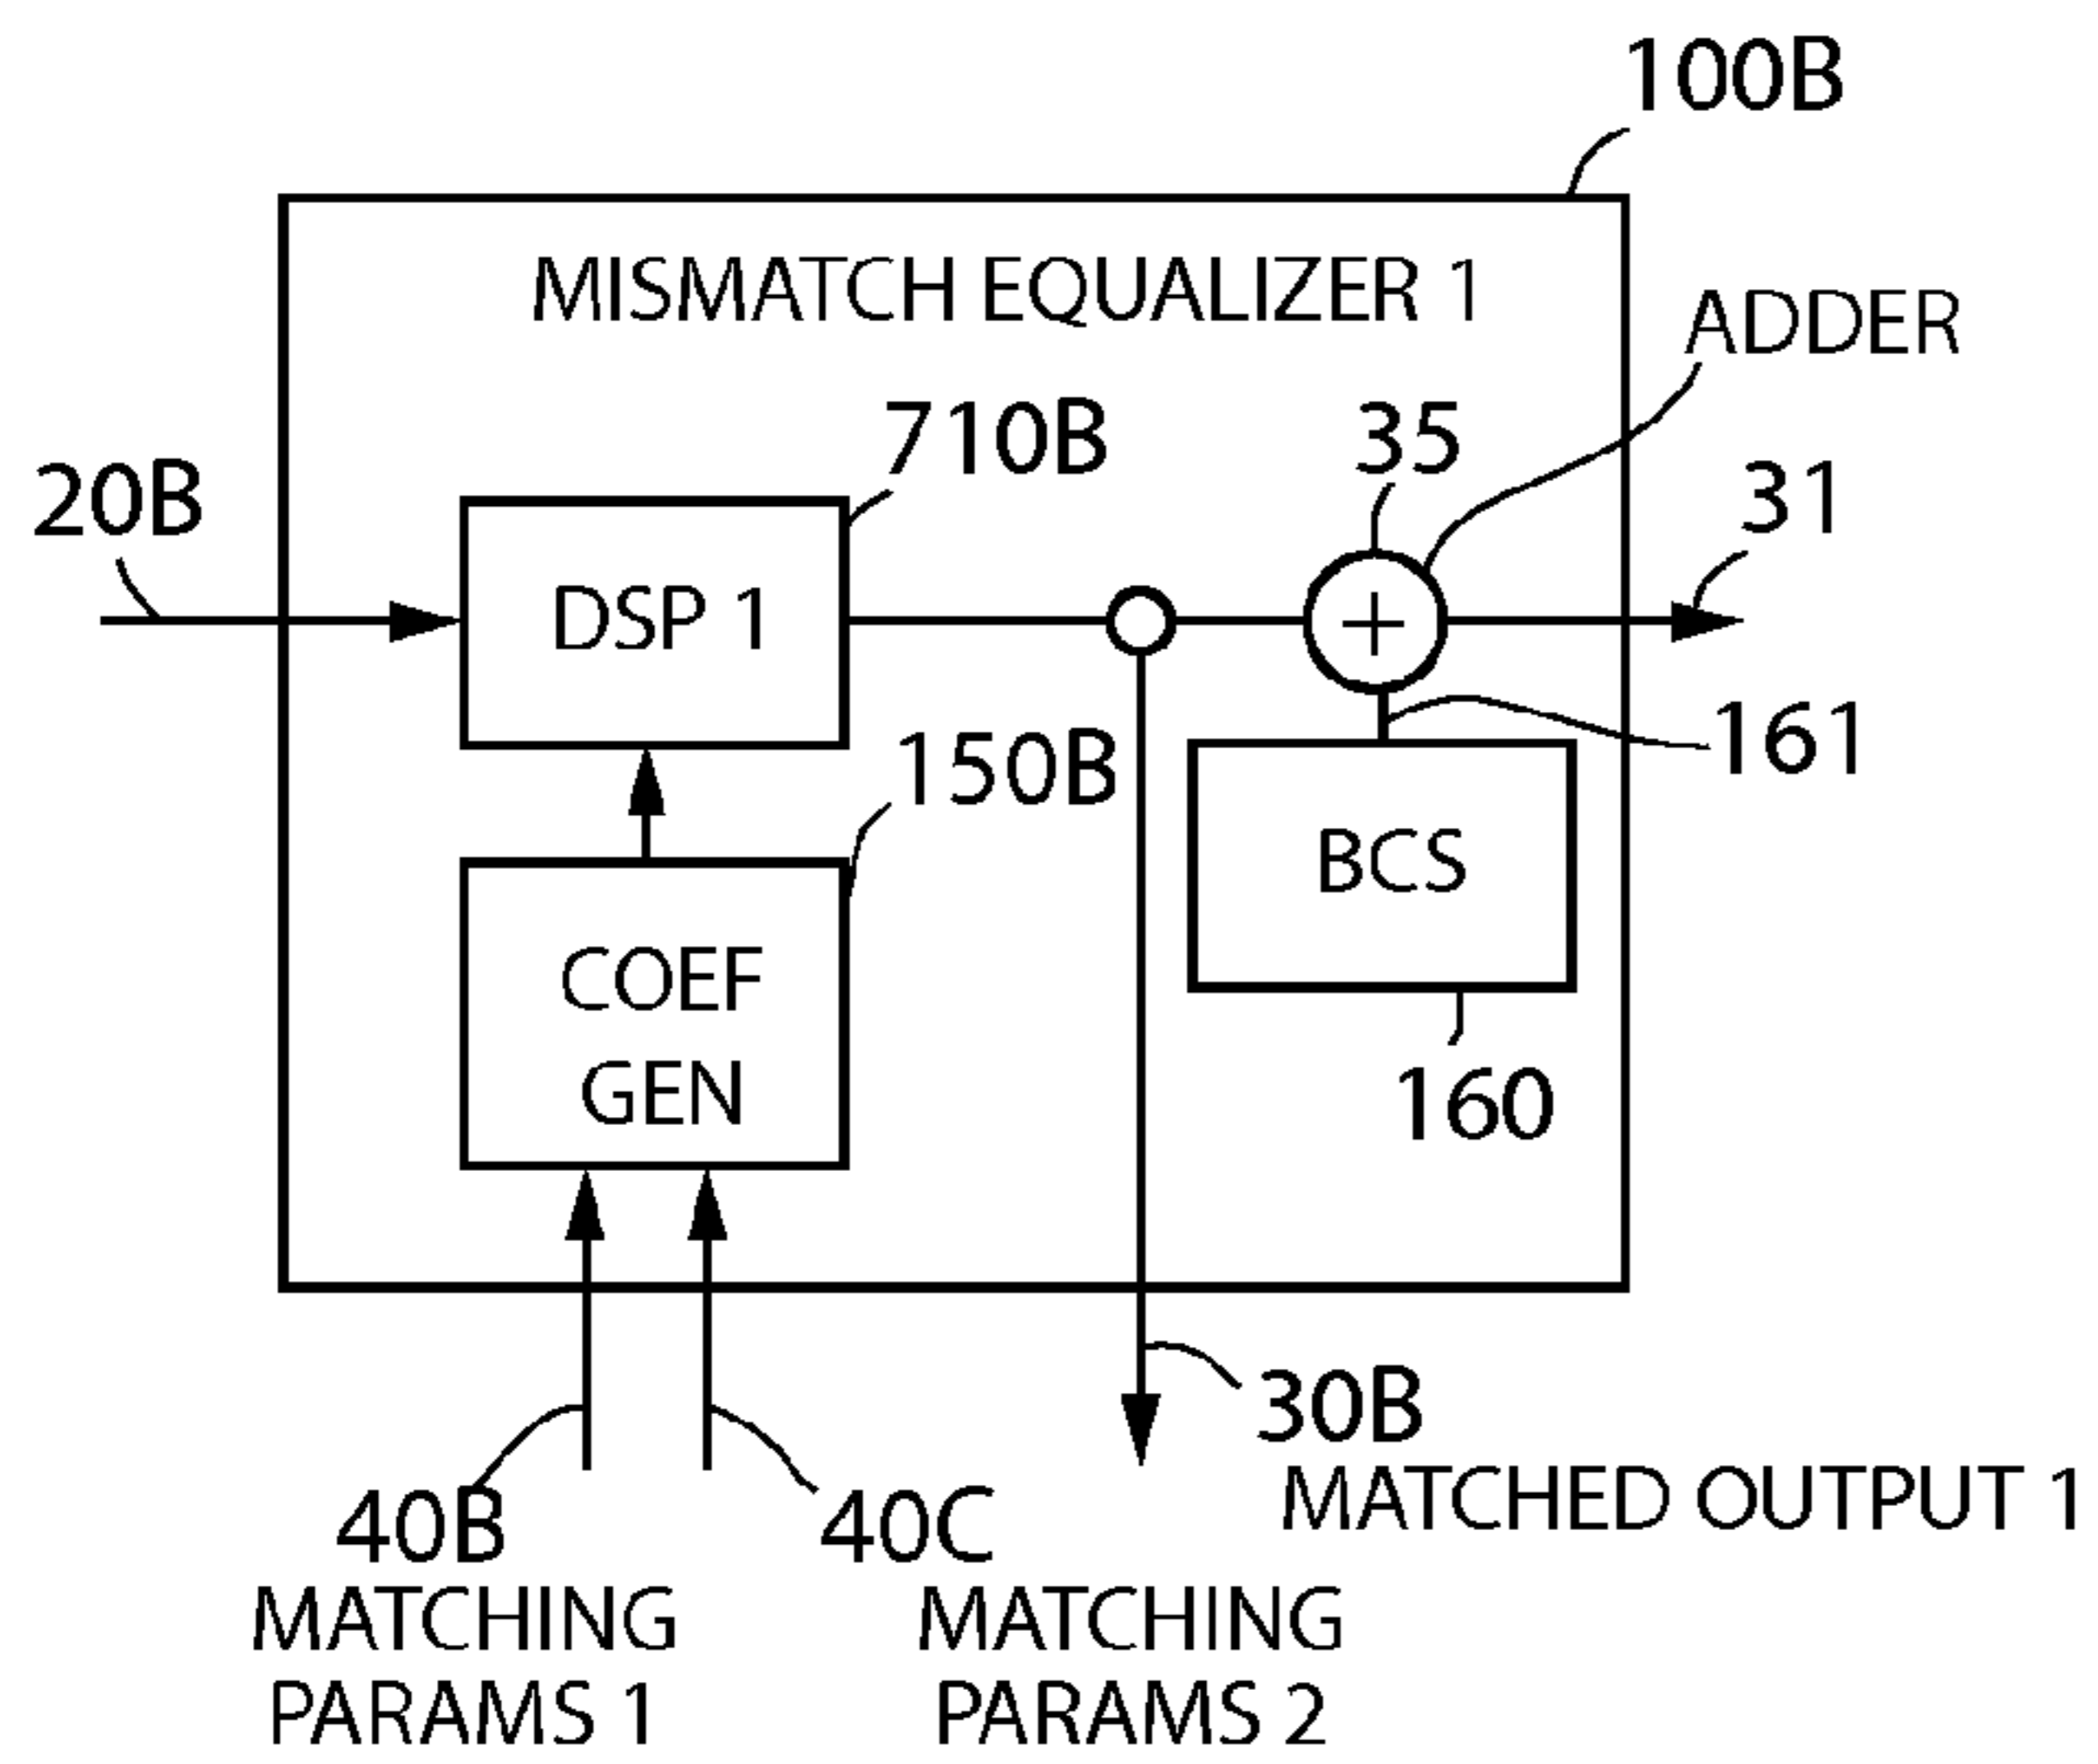 100B
MISMATCH EQUALIZER 1
ADDER
710B
35
31
20B
DSP 1
+
161
150B
BCS
COEF
GEN
160
30B
MATCHED OUTPUT 1
40B
MATCHING
PARAMS 1
40C
MATCHING
PARAMS 2